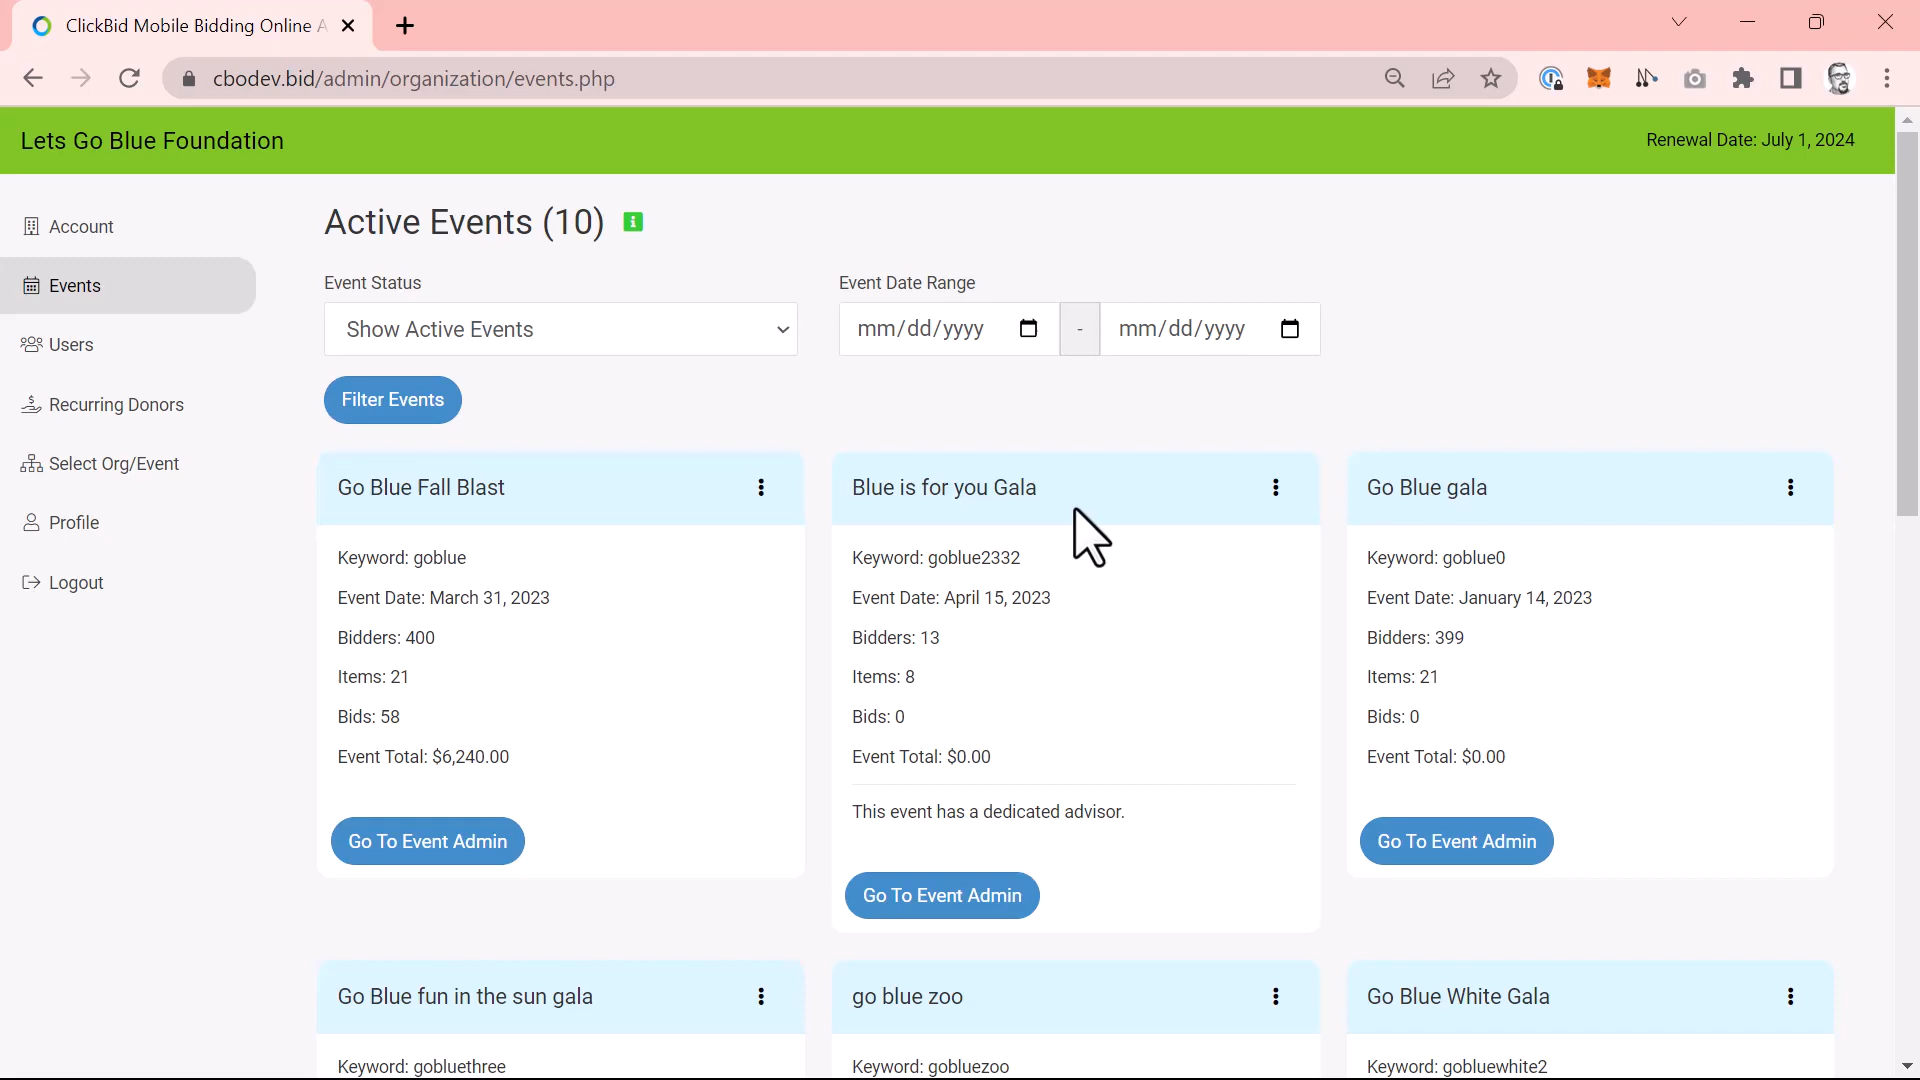 ClickBid Mobile Bidding Online A
cbodev.bid/admin/organization/events.php
Lets Go Blue Foundation
Renewal Date: July 1, 2024
Account
Events
Users
Recurring Donors
Select Org/Event
Profile
Logout
Active Events (10)
Event Status
Show Active Events
Event Date Range
mm/dd/yyyy - mm/dd/yyyy
Filter Events
Go Blue Fall Blast
Keyword: goblue
Event Date: March 31, 2023
Bidders: 400
Items: 21
Bids: 58
Event Total: $6,240.00
Go To Event Admin
Blue is for you Gala
Keyword: goblue2332
Event Date: April 15, 2023
Bidders: 13
Items: 8
Bids: 0
Event Total: $0.00
This event has a dedicated advisor.
Go To Event Admin
Go Blue gala
Keyword: goblue0
Event Date: January 14, 2023
Bidders: 399
Items: 21
Bids: 0
Event Total: $0.00
Go To Event Admin
Go Blue fun in the sun gala
Keyword: gobluethree
go blue zoo
Keyword: gobluezoo
Go Blue White Gala
Keyword: gobluewhite2